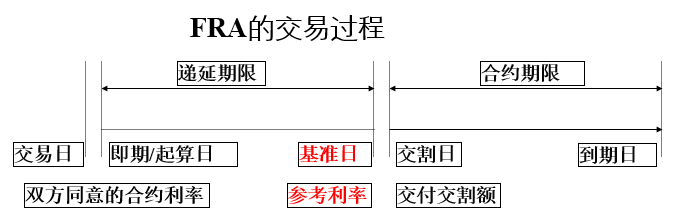 FRA的交易过程
递延期限 合约期限
交易日 即期/起算日 基准日 交割日 到期日
双方同意的合约利率 参考利率 交付交割额